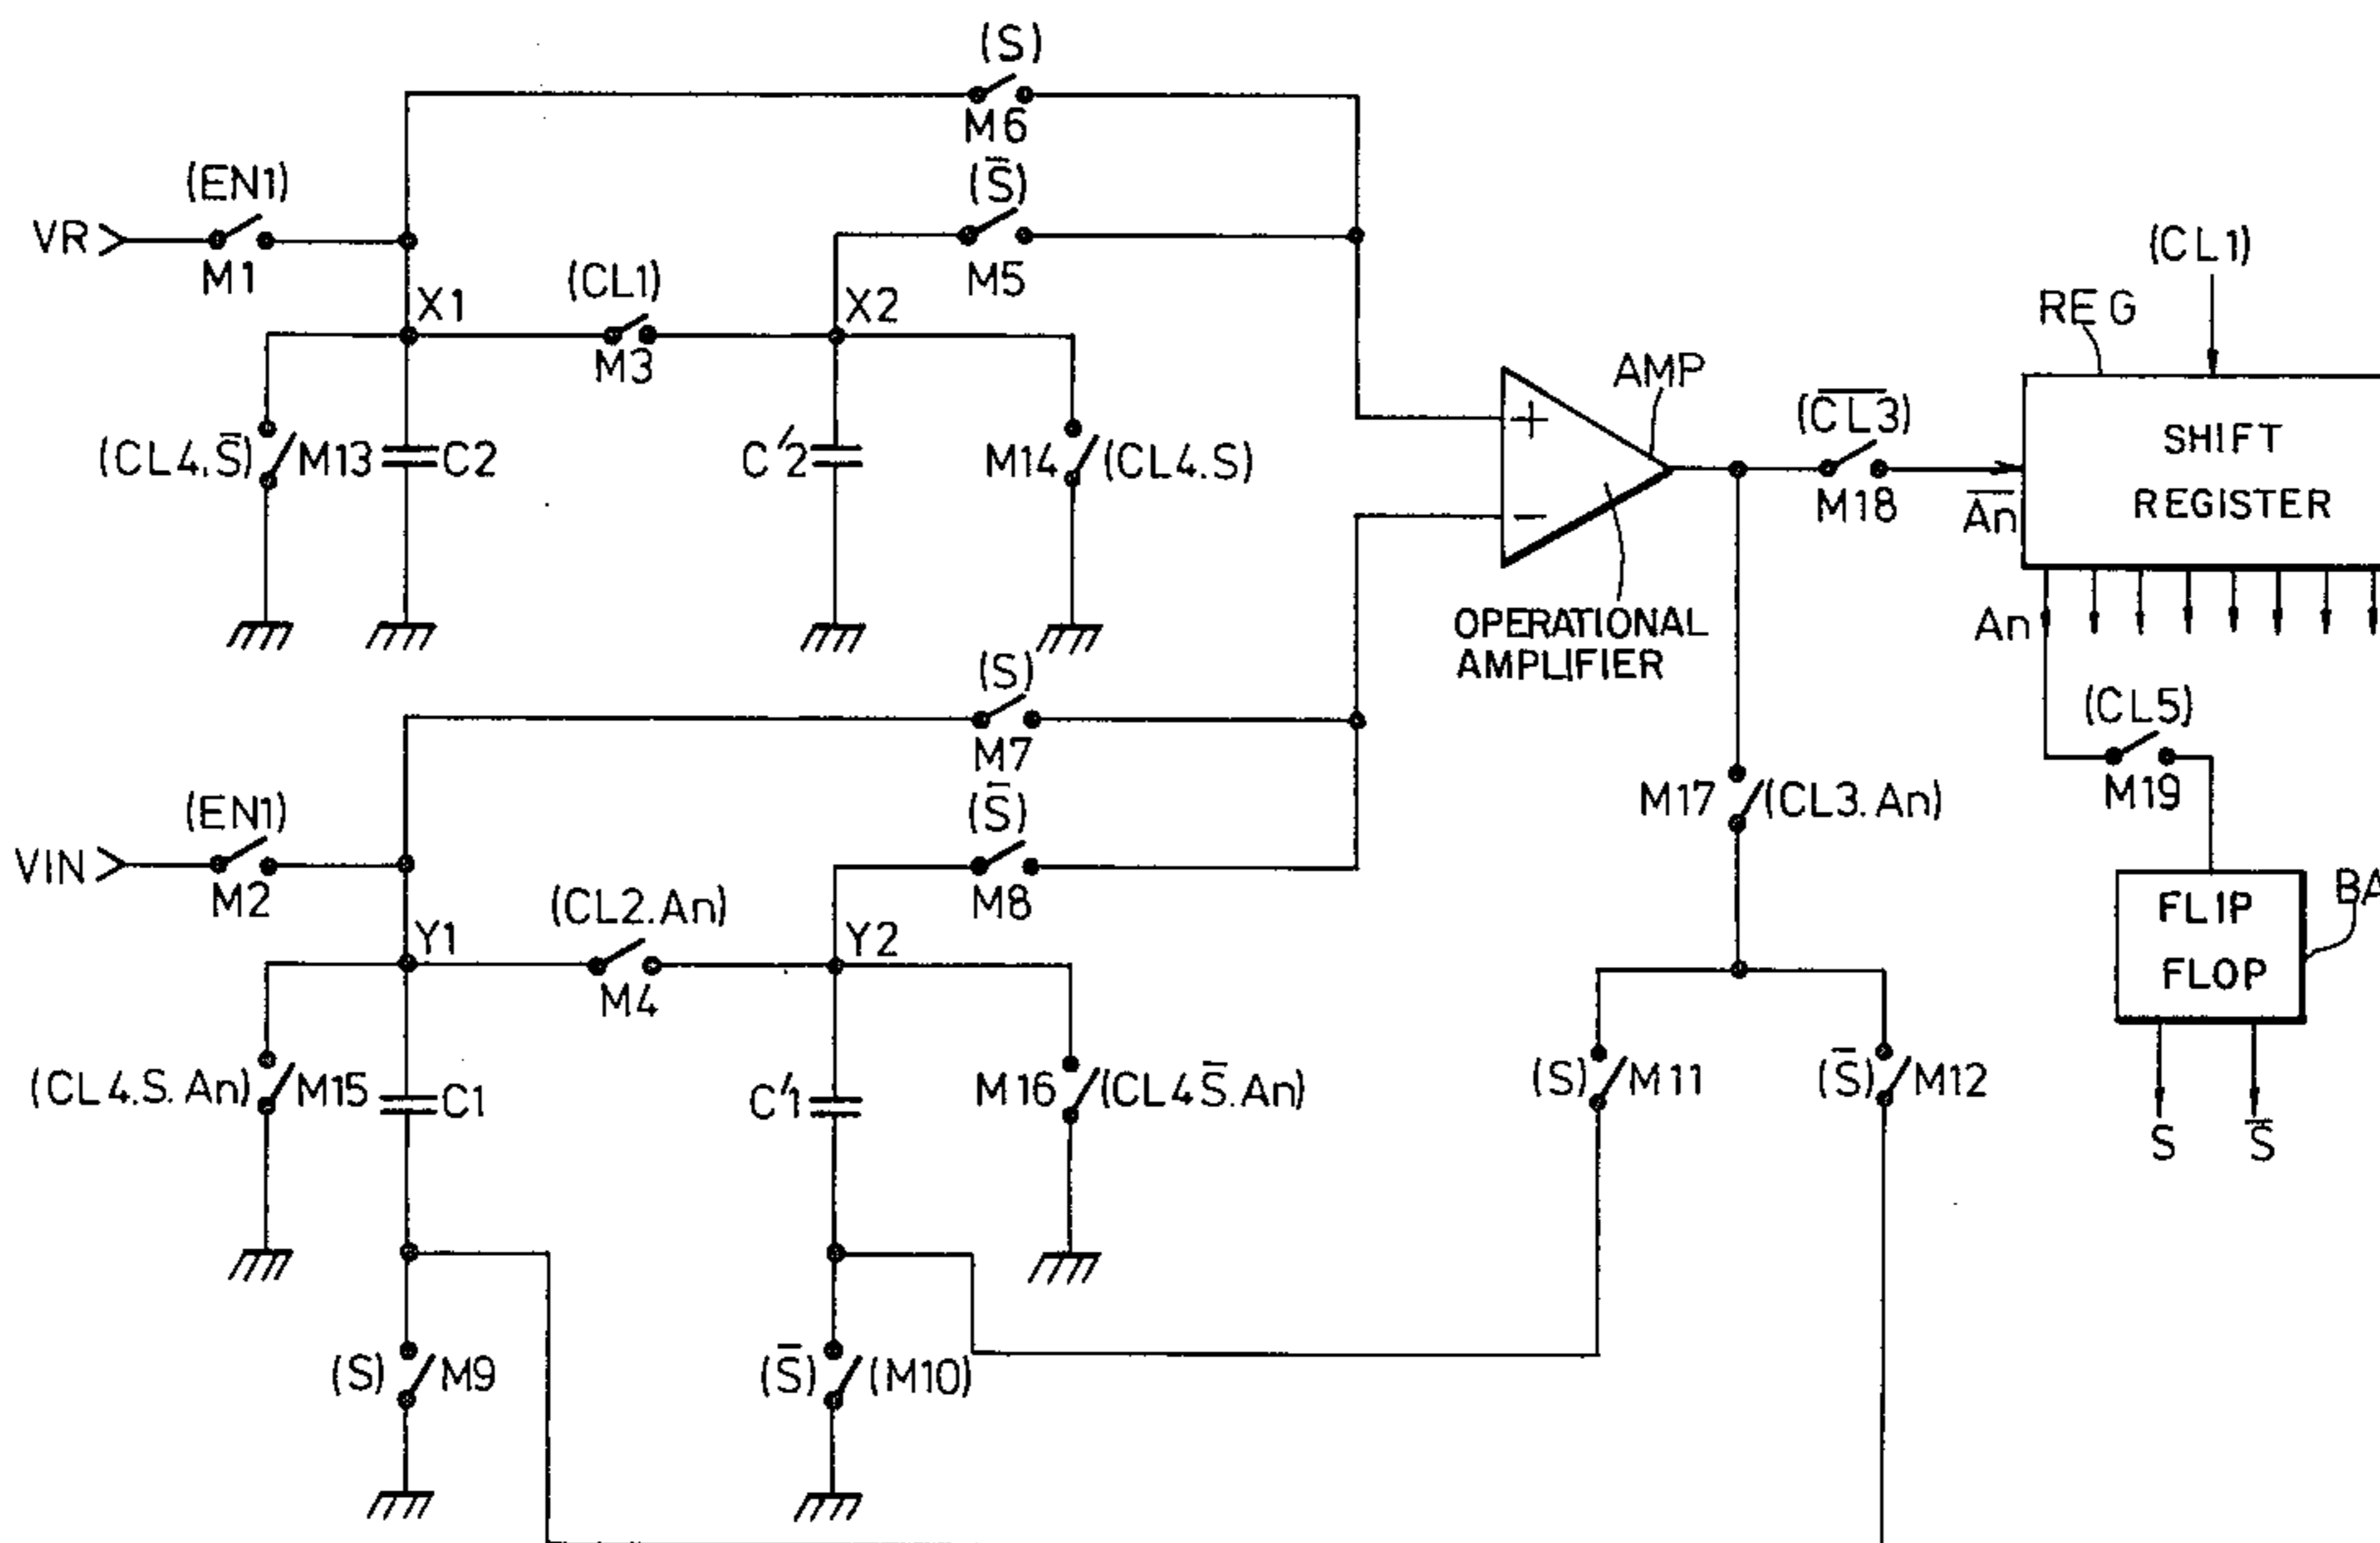 (S)
M6
(EN1)
(S̄)
VR
M1
M5
(CL1)
(CL1)
X1
X2
REG
M3
AMP
(C̅L̅3̅)
(CL4.S̄)
M13
C2
C'2
M14
(CL4.S)
+
SHIFT
REGISTER
M18
A̅n̅
−
OPERATIONAL
AMPLIFIER
An
(S)
M7
(CL5)
M19
(EN1)
(S̄)
M17
(CL3.An)
VIN
M2
M8
(CL2.An)
FLIP
FLOP
BA
Y1
Y2
M4
(CL4.S.An)
M15
C1
C'1
M16
(CL4S̄.An)
(S)
M11
(S̄)
M12
S
S̄
(S)
M9
(S̄)
(M10)